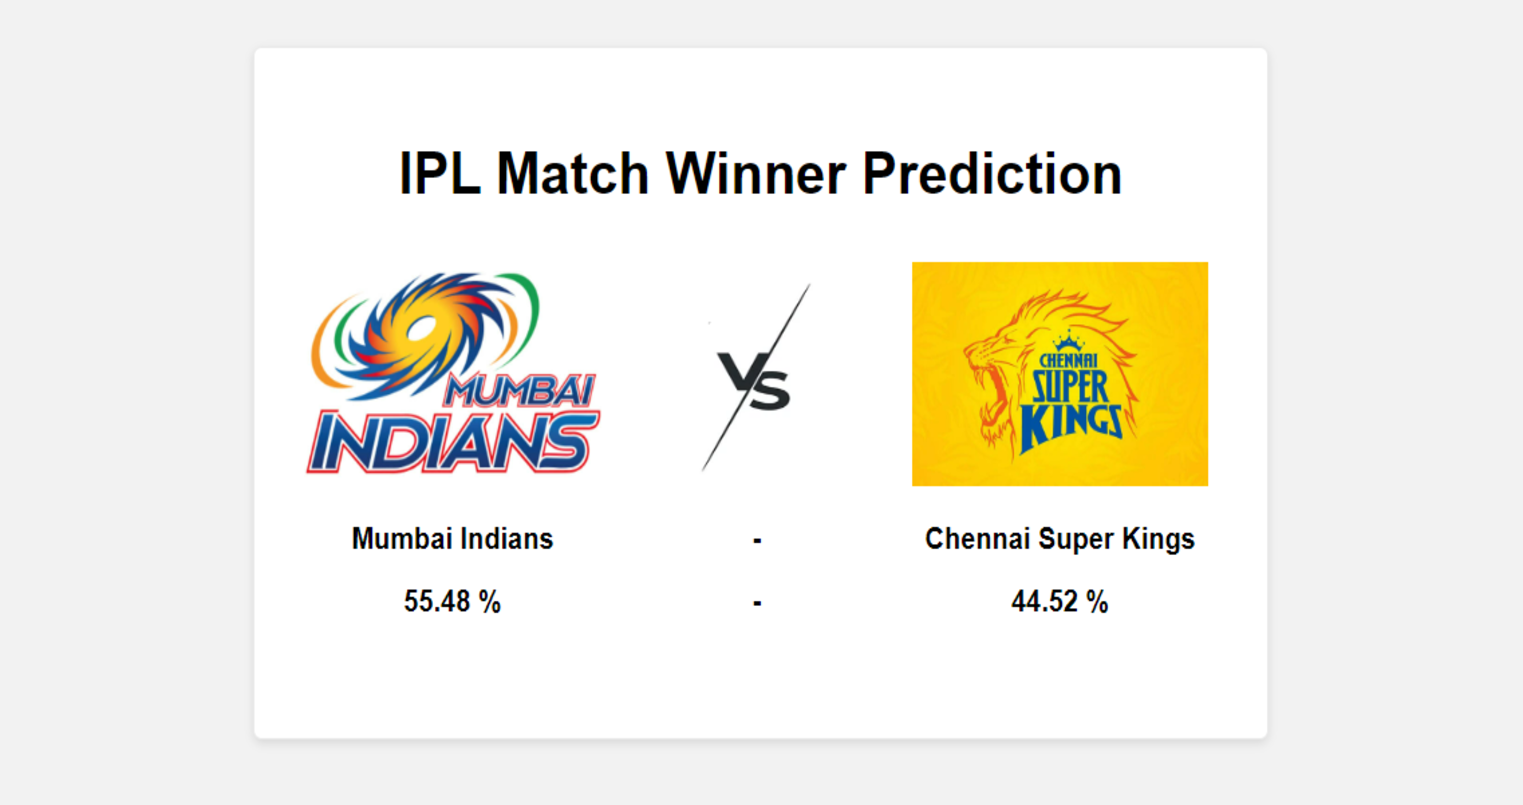 IPL Match Winner Prediction
MUMBAI
INDIANS
VS
CHENNAI
SUPER
KINGS
Mumbai Indians - Chennai Super Kings
55.48 % - 44.52 %